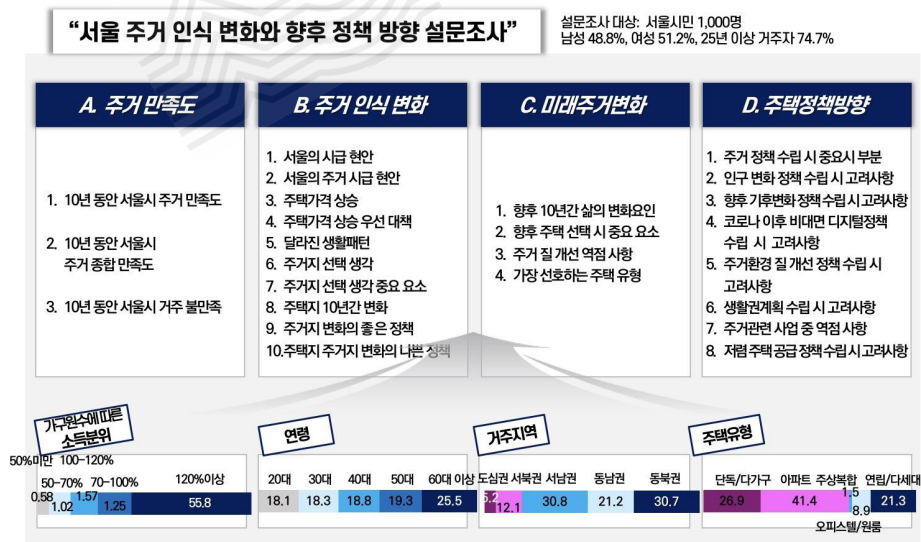 “서울 주거 인식 변화와 향후 정책 방향 설문조사”
설문조사 대상: 서울시민 1,000명
남성 48.8%, 여성 51.2%, 25년 이상 거주자 74.7%
A. 주거 만족도
1. 10년 동안 서울시 주거 만족도
2. 10년 동안 서울시
주거 종합 만족도
3. 10년 동안 서울시 거주 불만족
B. 주거 인식 변화
1. 서울의 시급 현안
2. 서울의 주거 시급 현안
3. 주택가격 상승
4. 주택가격 상승 우선 대책
5. 달라진 생활패턴
6. 주거지 선택 생각
7. 주거지 선택 생각 중요 요소
8. 주택지 10년간 변화
9. 주거지 변화의 좋은 정책
10.주택지 주거지 변화의 나쁜 정책
C. 미래주거변화
1. 향후 10년간 삶의 변화요인
2. 향후 주택 선택 시 중요 요소
3. 주거 질 개선 역점 사항
4. 가장 선호하는 주택 유형
D. 주택정책방향
1. 주거 정책 수립 시 중요시 부분
2. 인구 변화 정책 수립 시 고려사항
3. 향후 기후변화 정책 수립 시 고려사항
4. 코로나 이후 비대면 디지털정책
수립 시 고려사항
5. 주거환경 질 개선 정책 수립 시
고려사항
6. 생활권계획 수립 시 고려사항
7. 주거관련 사업 중 역점 사항
8. 저렴 주택 공급 정책 수립 시 고려사항
가구원수에 따른
소득분위
50%미만 100-120%
50-70% 70-100% 120%이상
0.58 1.02 1.57 1.25 55.8
연령
20대 30대 40대 50대 60대 이상
18.1 18.3 18.8 19.3 25.5
거주지역
도심권 서북권 서남권 동남권 동북권
5.2 12.1 30.8 21.2 30.7
주택유형
단독/다가구 아파트 주상복합 연립/다세대
26.9 41.4 1.5 8.9 21.3
오피스텔/원룸